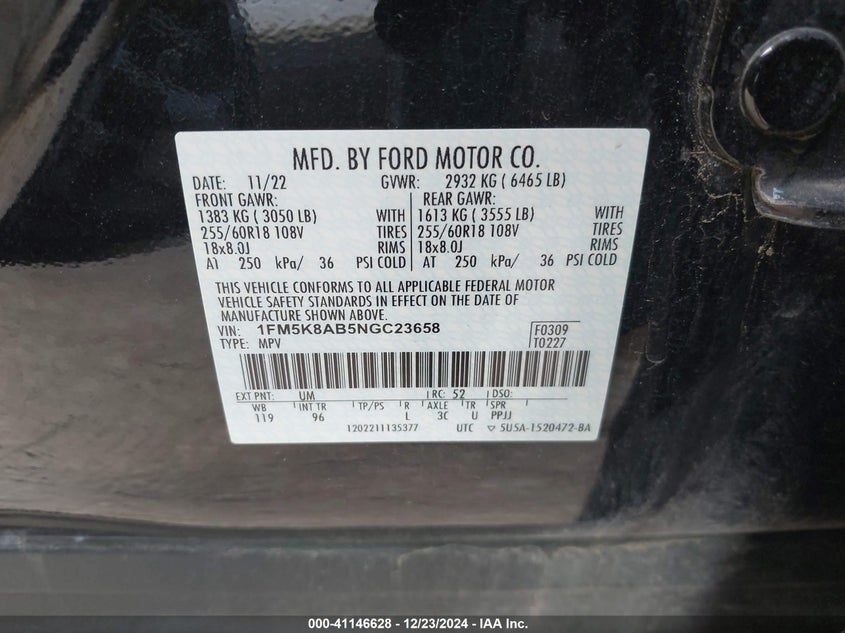 MFD. BY FORD MOTOR CO.
DATE: 11/22 GVWR: 2932 KG ( 6465 LB)
FRONT GAWR: REAR GAWR:
1383 KG ( 3050 LB) WITH 1613 KG ( 3555 LB) WITH
255/60R18 108V TIRES 255/60R18 108V TIRES
18x8.0J RIMS 18x8.0J RIMS
AT 250 kPa/ 36 PSI COLD AT 250 kPa/ 36 PSI COLD
THIS VEHICLE CONFORMS TO ALL APPLICABLE FEDERAL MOTOR
VEHICLE SAFETY STANDARDS IN EFFECT ON THE DATE OF
MANUFACTURE SHOWN ABOVE.
VIN: 1FM5K8AB5NGC23658 F0309
TYPE: MPV T0227
EXT PNT: UM RC: 52 DSO:
WB INT TR TP/PS R AXLE TR SPR
119 96 L 3C U PPJJ
1202211135377 UTC ▽ 5U5A-1520472-BA
000-41146628 - 12/23/2024 - IAA Inc.